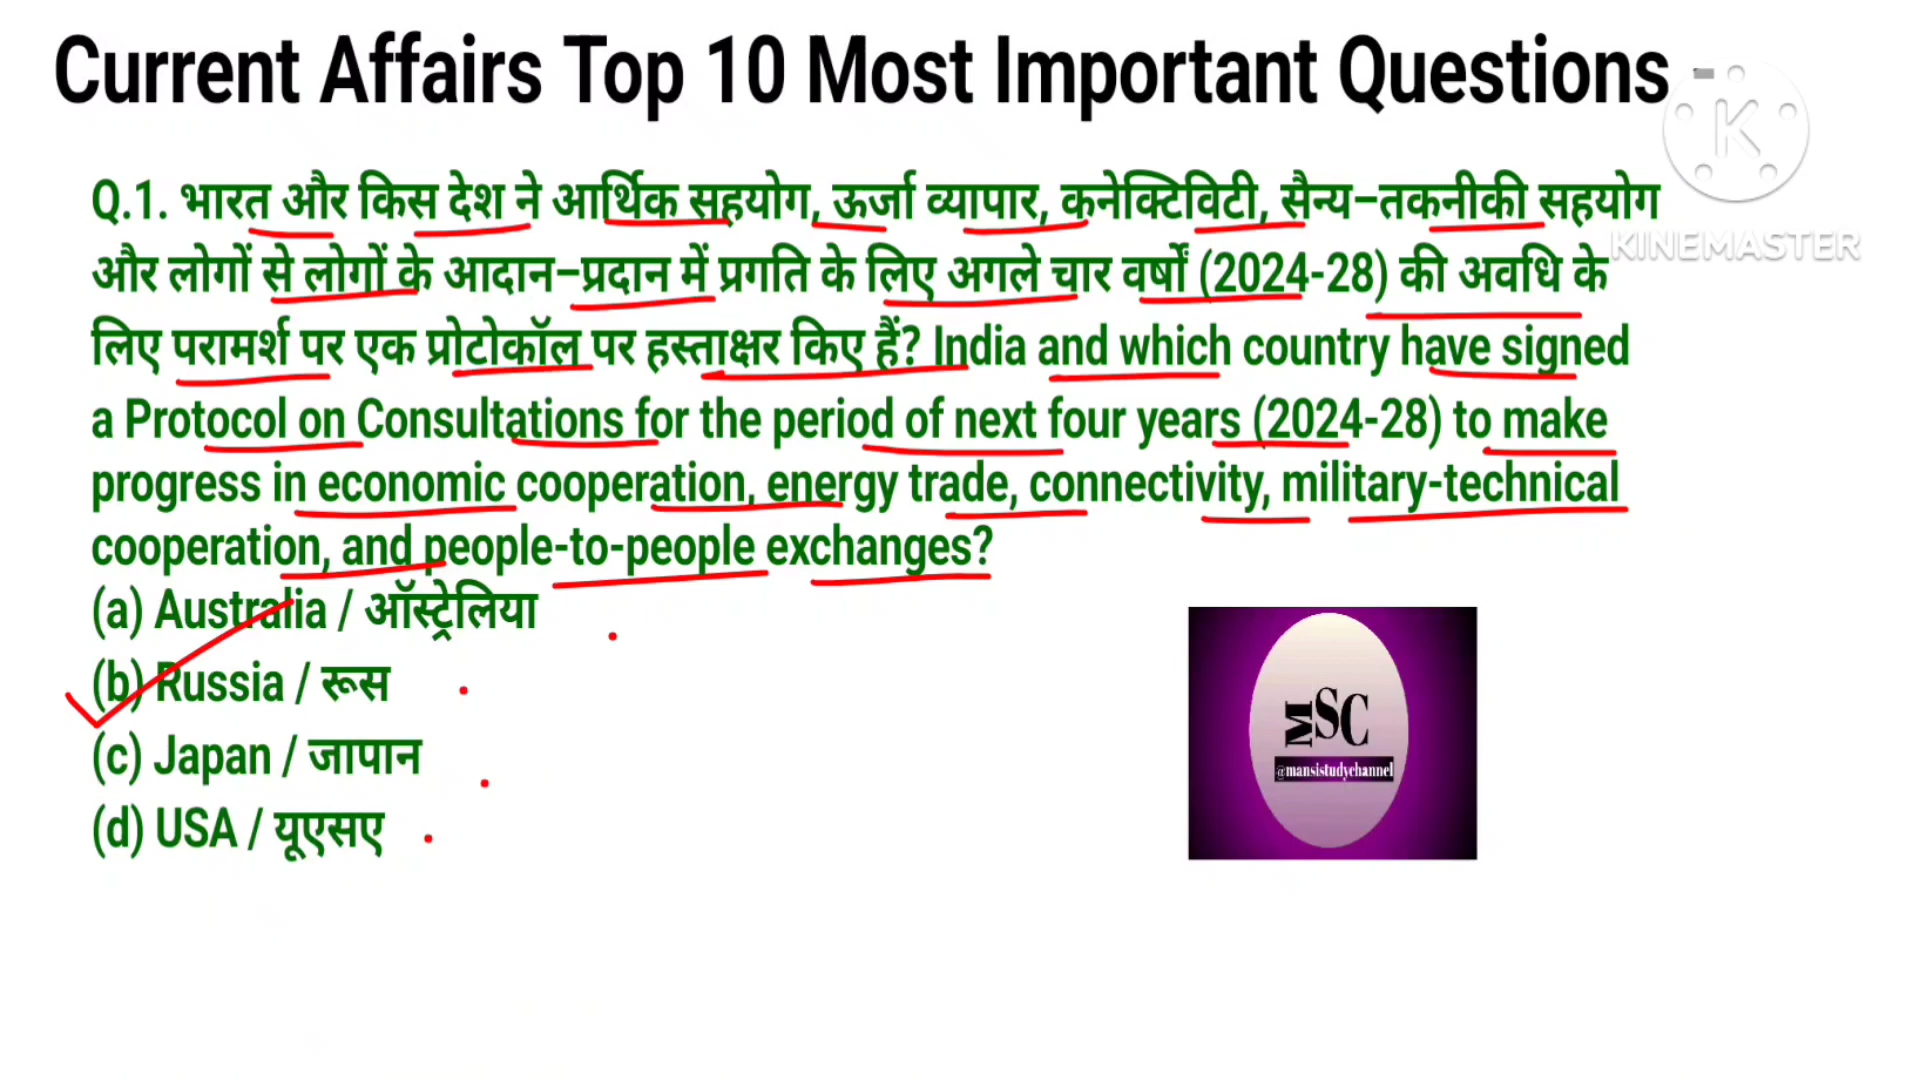 Current Affairs Top 10 Most Important Questions -
Q.1. भारत और किस देश ने आर्थिक सहयोग, ऊर्जा व्यापार, कनेक्टिविटी, सैन्य-तकनीकी सहयोग
और लोगों से लोगों के आदान-प्रदान में प्रगति के लिए अगले चार वर्षों (2024-28) की अवधि के
लिए परामर्श पर एक प्रोटोकॉल पर हस्ताक्षर किए हैं? India and which country have signed
a Protocol on Consultations for the period of next four years (2024-28) to make
progress in economic cooperation, energy trade, connectivity, military-technical
cooperation, and people-to-people exchanges?
(a) Australia / ऑस्ट्रेलिया
(b) Russia / रूस
(c) Japan / जापान
(d) USA / यूएसए
K
KINEMASTER
MSC
@mansistudychannel